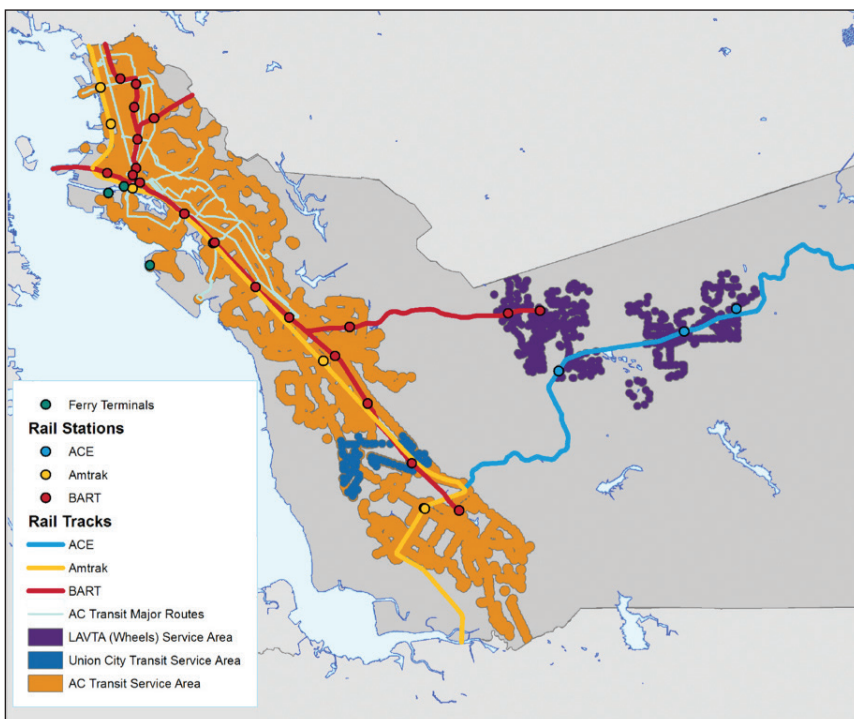 Ferry Terminals
Rail Stations
ACE
Amtrak
BART
Rail Tracks
ACE
Amtrak
BART
AC Transit Major Routes
LAVTA (Wheels) Service Area
Union City Transit Service Area
AC Transit Service Area